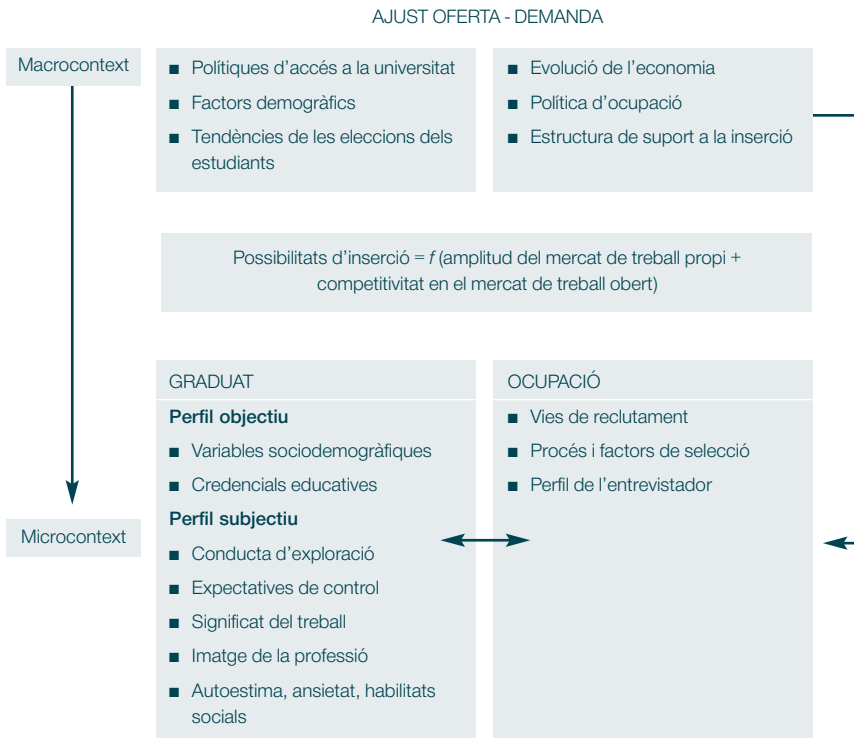 AJUST OFERTA - DEMANDA
Macrocontext
■ Polítiques d’accés a la universitat
■ Factors demogràfics
■ Tendències de les eleccions dels
estudiants
■ Evolució de l’economia
■ Política d’ocupació
■ Estructura de suport a la inserció
Possibilitats d’inserció = f (amplitud del mercat de treball propi +
competitivitat en el mercat de treball obert)
Microcontext
GRADUAT
Perfil objectiu
■ Variables sociodemogràfiques
■ Credencials educatives
Perfil subjectiu
■ Conducta d’exploració
■ Expectatives de control
■ Significat del treball
■ Imatge de la professió
■ Autoestima, ansietat, habilitats
socials
OCUPACIÓ
■ Vies de reclutament
■ Procés i factors de selecció
■ Perfil de l’entrevistador